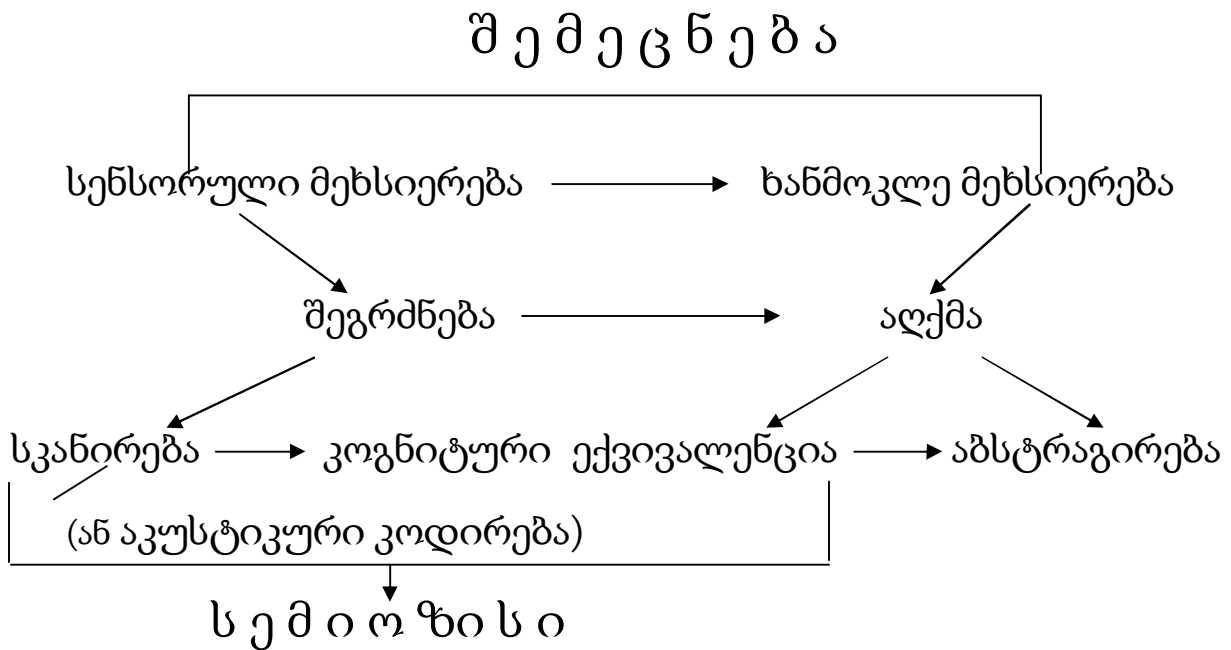 შ ე მ ე ც ნ ე ბ ა
სენსორული მეხსიერება ხანმოკლე მეხსიერება
შეგრძნება აღქმა
სკანირება კოგნიტური ექვივალენცია აბსტრაგირება
(ან აკუსტიკური კოდირება)
ს ე მ ი ო ზი ს ი